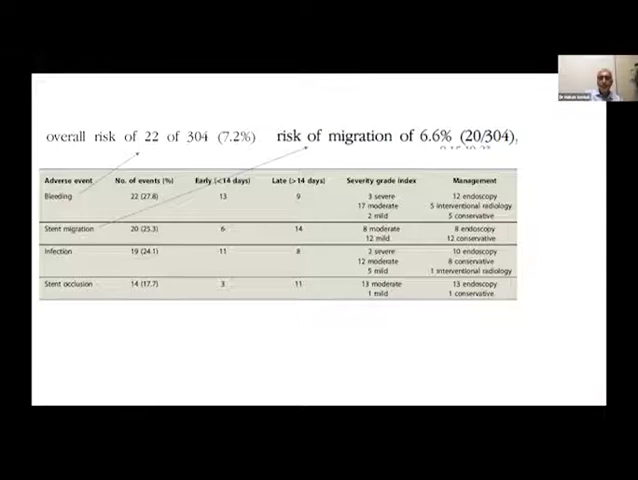 overall risk of 22 of 304 (7.2%) risk of migration of 6.6% (20/304),
Adverse event No. of events (%) Early (<14 days) Late (>14 days) Severity grade index Management
Bleeding 22 (27.8) 13 9 3 severe 12 endoscopy
17 moderate 5 interventional radiology
2 mild 5 conservative
Stent migration 20 (25.3) 6 14 8 moderate 8 endoscopy
12 mild 12 conservative
Infection 19 (24.1) 11 8 2 severe 10 endoscopy
12 moderate 8 conservative
5 mild 1 interventional radiology
Stent occlusion 14 (17.7) 3 11 13 moderate 13 endoscopy
1 mild 1 conservative